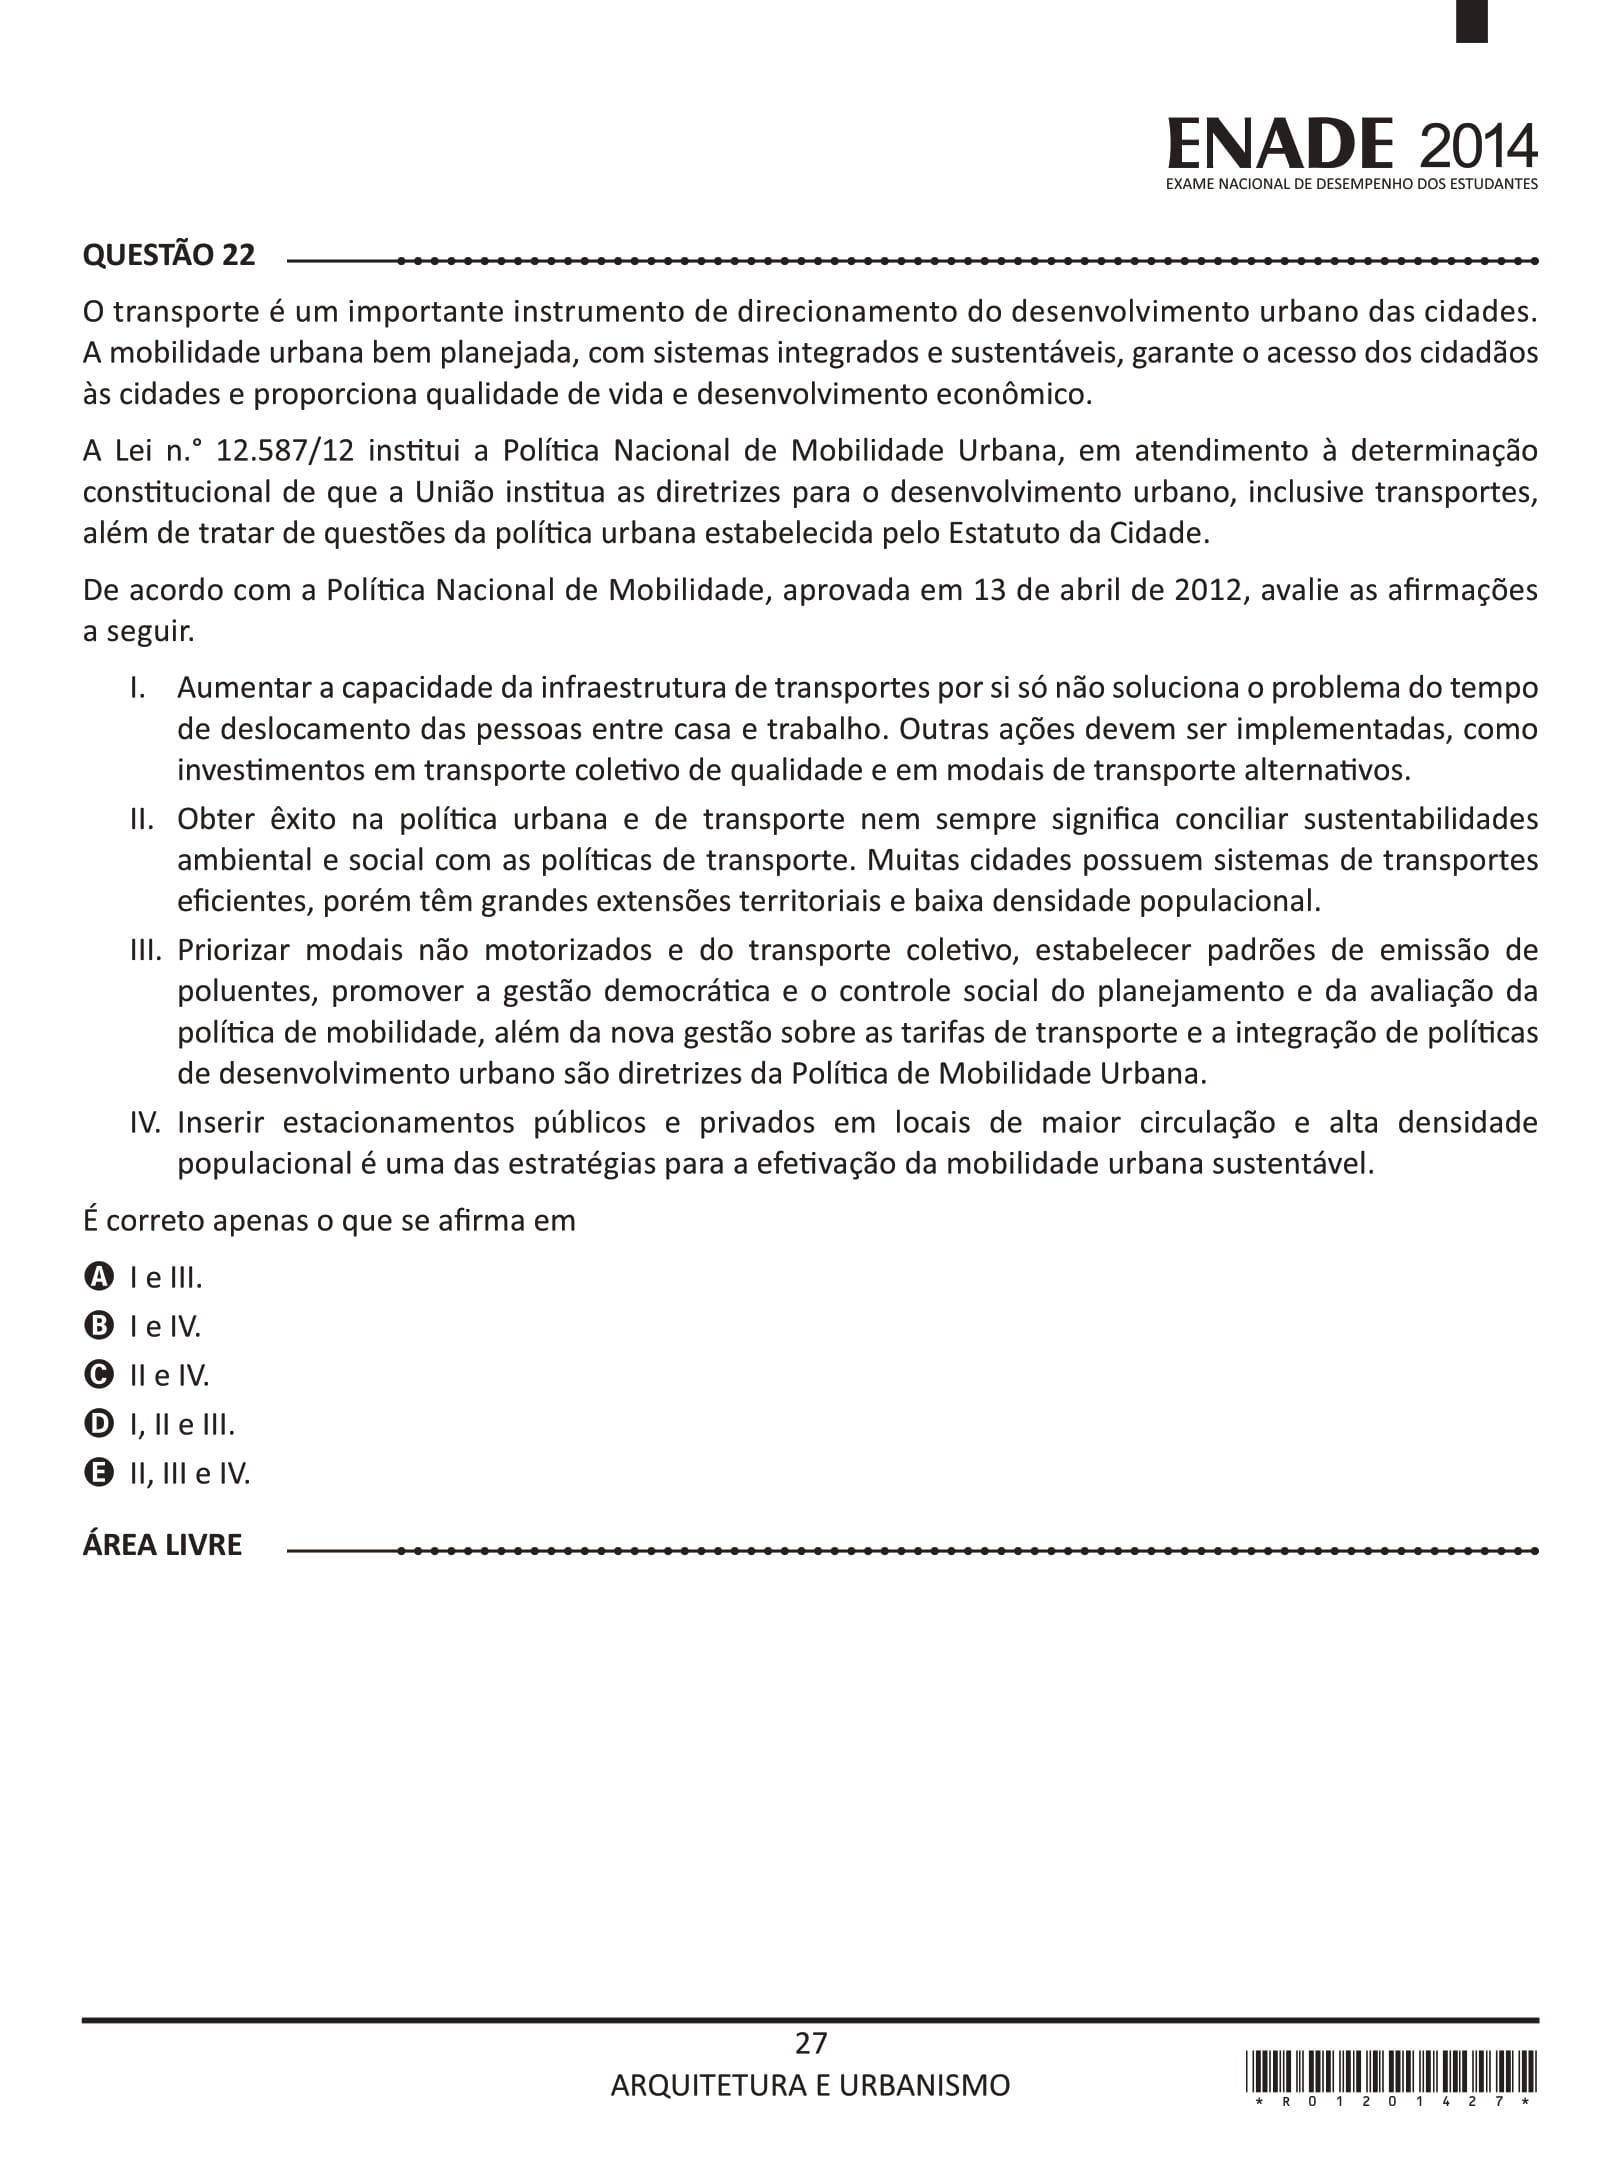 ENADE 2014
EXAME NACIONAL DE DESEMPENHO DOS ESTUDANTES
QUESTÃO 22
O transporte é um importante instrumento de direcionamento do desenvolvimento urbano das cidades.
A mobilidade urbana bem planejada, com sistemas integrados e sustentáveis, garante o acesso dos cidadãos
às cidades e proporciona qualidade de vida e desenvolvimento econômico.
A Lei n.° 12.587/12 institui a Política Nacional de Mobilidade Urbana, em atendimento à determinação
constitucional de que a União institua as diretrizes para o desenvolvimento urbano, inclusive transportes,
além de tratar de questões da política urbana estabelecida pelo Estatuto da Cidade.
De acordo com a Política Nacional de Mobilidade, aprovada em 13 de abril de 2012, avalie as afirmações
a seguir.
I. Aumentar a capacidade da infraestrutura de transportes por si só não soluciona o problema do tempo
de deslocamento das pessoas entre casa e trabalho. Outras ações devem ser implementadas, como
investimentos em transporte coletivo de qualidade e em modais de transporte alternativos.
II. Obter êxito na política urbana e de transporte nem sempre significa conciliar sustentabilidades
ambiental e social com as políticas de transporte. Muitas cidades possuem sistemas de transportes
eficientes, porém têm grandes extensões territoriais e baixa densidade populacional.
III. Priorizar modais não motorizados e do transporte coletivo, estabelecer padrões de emissão de
poluentes, promover a gestão democrática e o controle social do planejamento e da avaliação da
política de mobilidade, além da nova gestão sobre as tarifas de transporte e a integração de políticas
de desenvolvimento urbano são diretrizes da Política de Mobilidade Urbana.
IV. Inserir estacionamentos públicos e privados em locais de maior circulação e alta densidade
populacional é uma das estratégias para a efetivação da mobilidade urbana sustentável.
É correto apenas o que se afirma em
A I e III.
B I e IV.
C II e IV.
D I, II e III.
E II, III e IV.
ÁREA LIVRE
27
ARQUITETURA E URBANISMO
* R 0 1 2 0 1 4 2 7 *